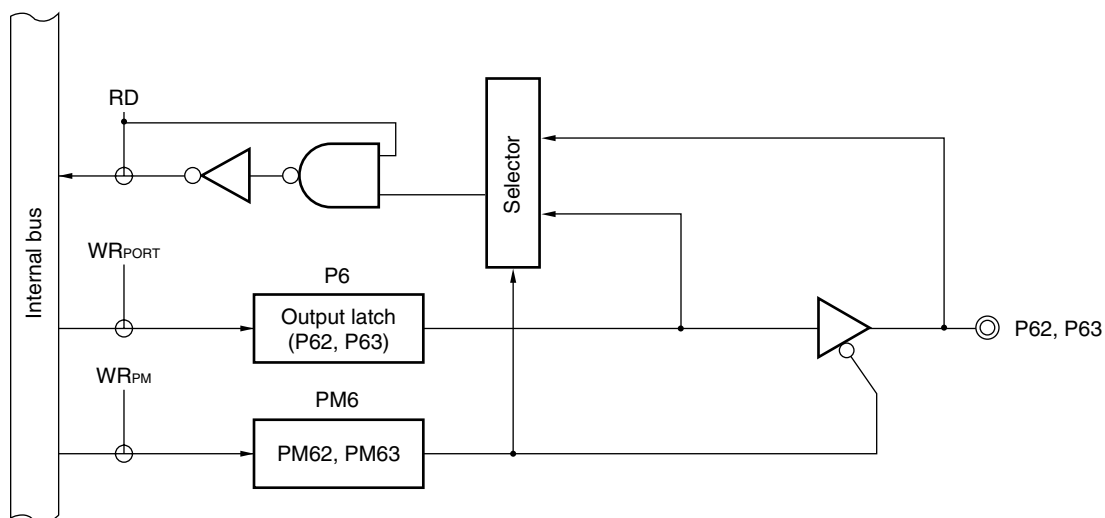 RD
Internal bus
Selector
WRPORT
P6
Output latch
(P62, P63)
P62, P63
WRPM
PM6
PM62, PM63